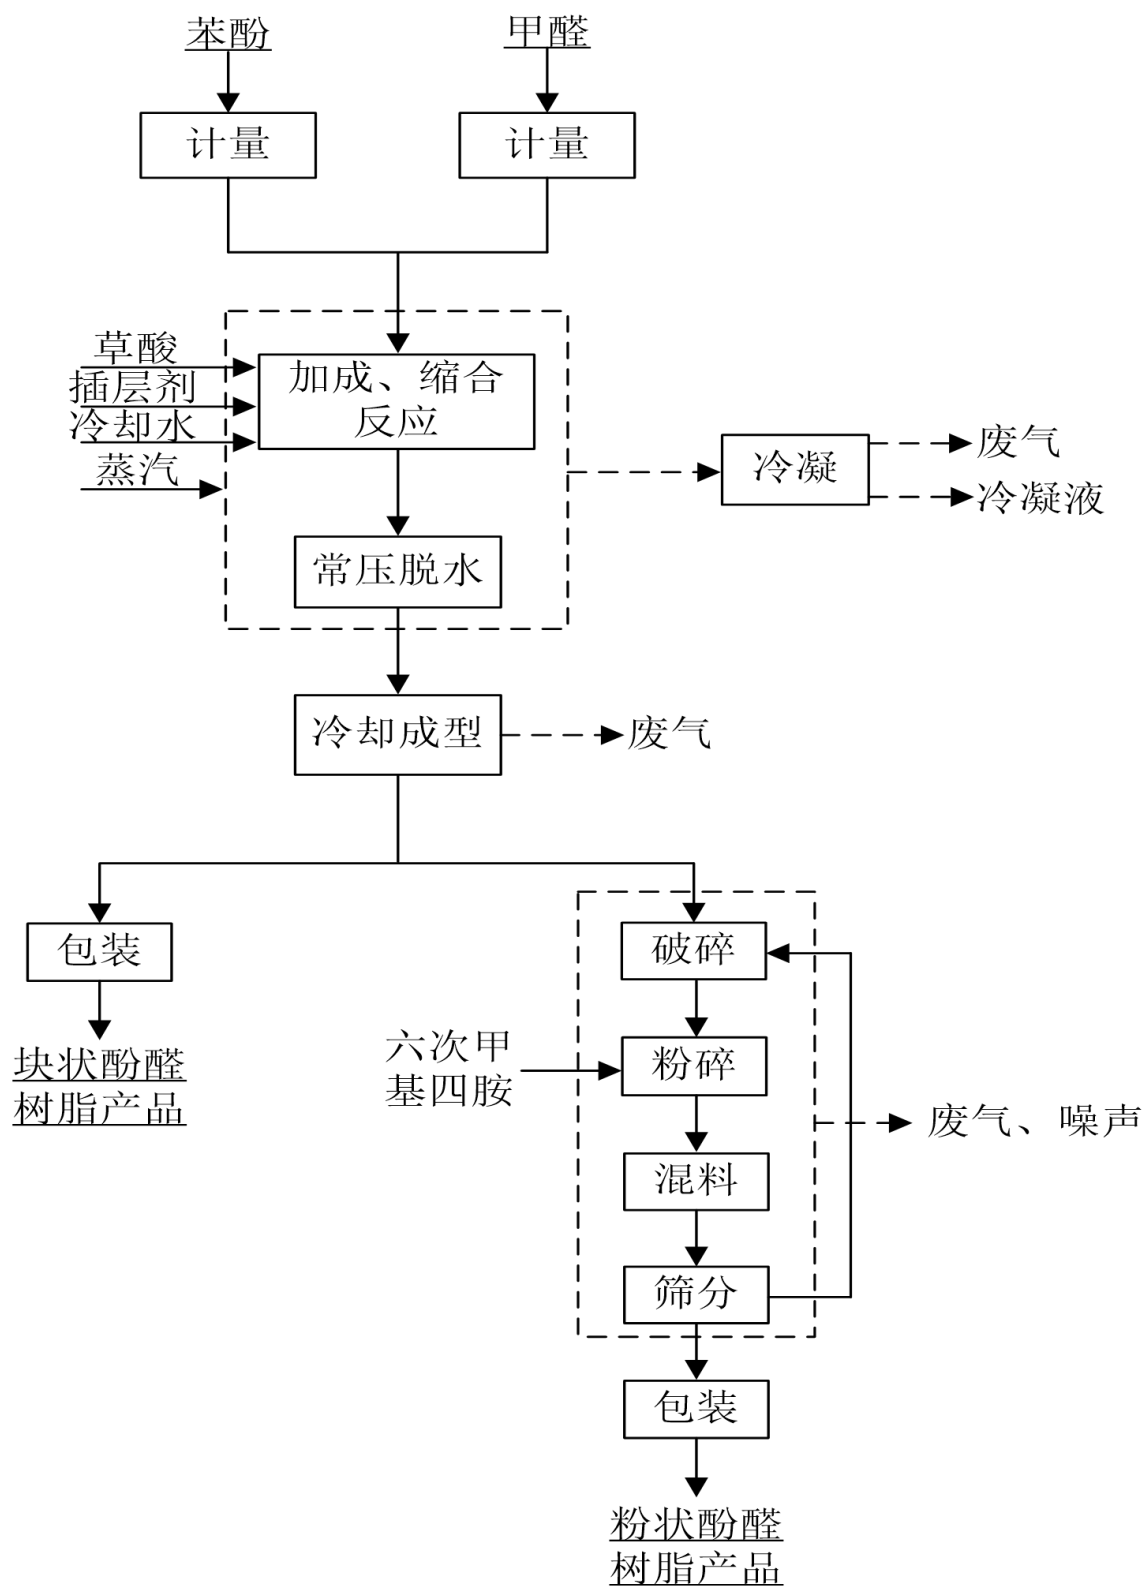 苯酚
甲醛
计量
计量
草酸
插层剂
冷却水
蒸汽
加成、缩合
反应
冷凝
废气
冷凝液
常压脱水
冷却成型
废气
包装
块状酚醛
树脂产品
破碎
六次甲
基四胺
粉碎
混料
筛分
废气、噪声
包装
粉状酚醛
树脂产品